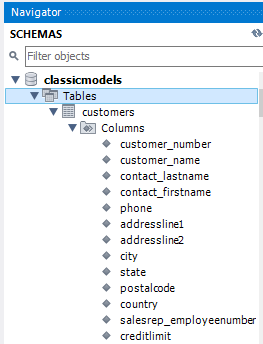 Navigator
SCHEMAS
Filter objects
classicmodels
Tables
customers
Columns
customer_number
customer_name
contact_lastname
contact_firstname
phone
addressline1
addressline2
city
state
postalcode
country
salesrep_employeenumber
creditlimit